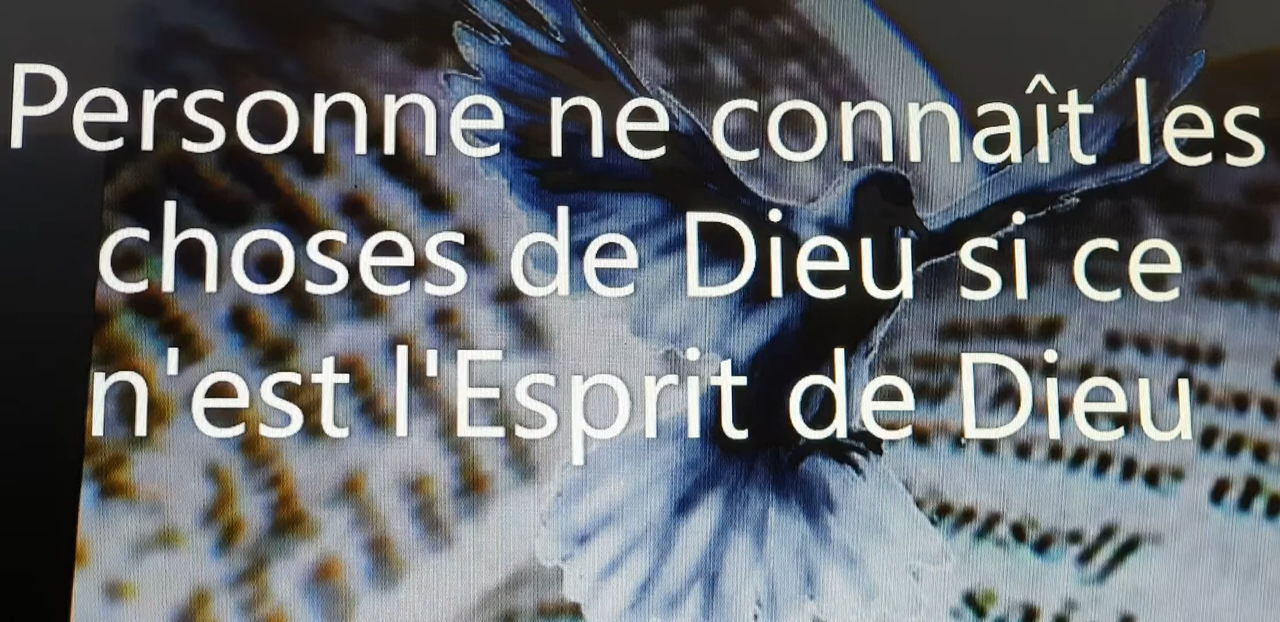 Personne ne connaît les
choses de Dieu si ce
n'est l'Esprit de Dieu